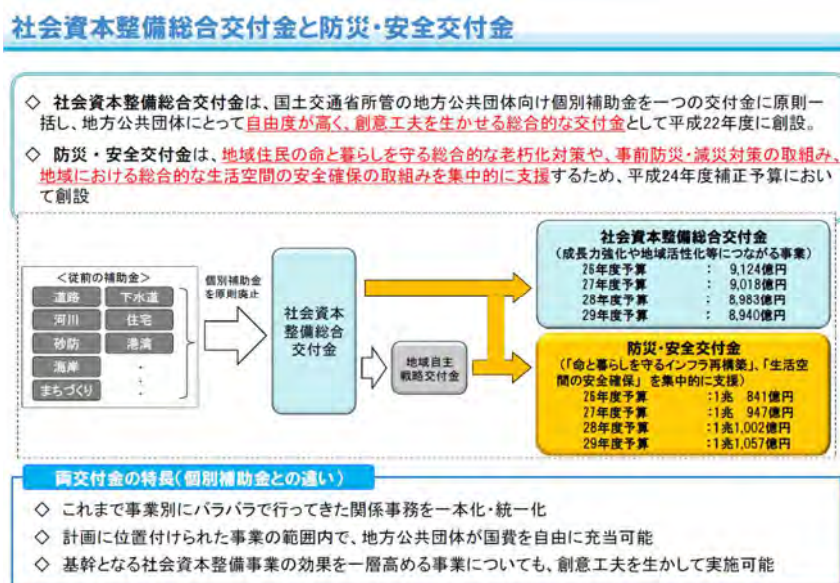 社会資本整備総合交付金と防災・安全交付金
◇ 社会資本整備総合交付金は、国土交通省所管の地方公共団体向け個別補助金を一つの交付金に原則一
括し、地方公共団体にとって自由度が高く、創意工夫を生かせる総合的な交付金として平成22年度に創設。
◇ 防災・安全交付金は、地域住民の命と暮らしを守る総合的な老朽化対策や、事前防災・減災対策の取組み、
地域における総合的な生活空間の安全確保の取組みを集中的に支援するため、平成24年度補正予算におい
て創設
<従前の補助金>
道路 下水道
河川 住宅
砂防 港湾
海岸
まちづくり
個別補助金
を原則廃止
社会資本
整備総合
交付金
地域自主
戦略交付金
社会資本整備総合交付金
(成長力強化や地域活性化等につながる事業)
26年度予算 : 9,124億円
27年度予算 : 9,018億円
28年度予算 : 8,983億円
29年度予算 : 8,940億円
防災・安全交付金
(「命と暮らしを守るインフラ再構築」、「生活空
間の安全確保」を集中的に支援)
26年度予算 :1兆 841億円
27年度予算 :1兆 947億円
28年度予算 :1兆1,002億円
29年度予算 :1兆1,057億円
両交付金の特長(個別補助金との違い)
◇ これまで事業別にバラバラで行ってきた関係事務を一本化・統一化
◇ 計画に位置付けられた事業の範囲内で、地方公共団体が国費を自由に充当可能
◇ 基幹となる社会資本整備事業の効果を一層高める事業についても、創意工夫を生かして実施可能